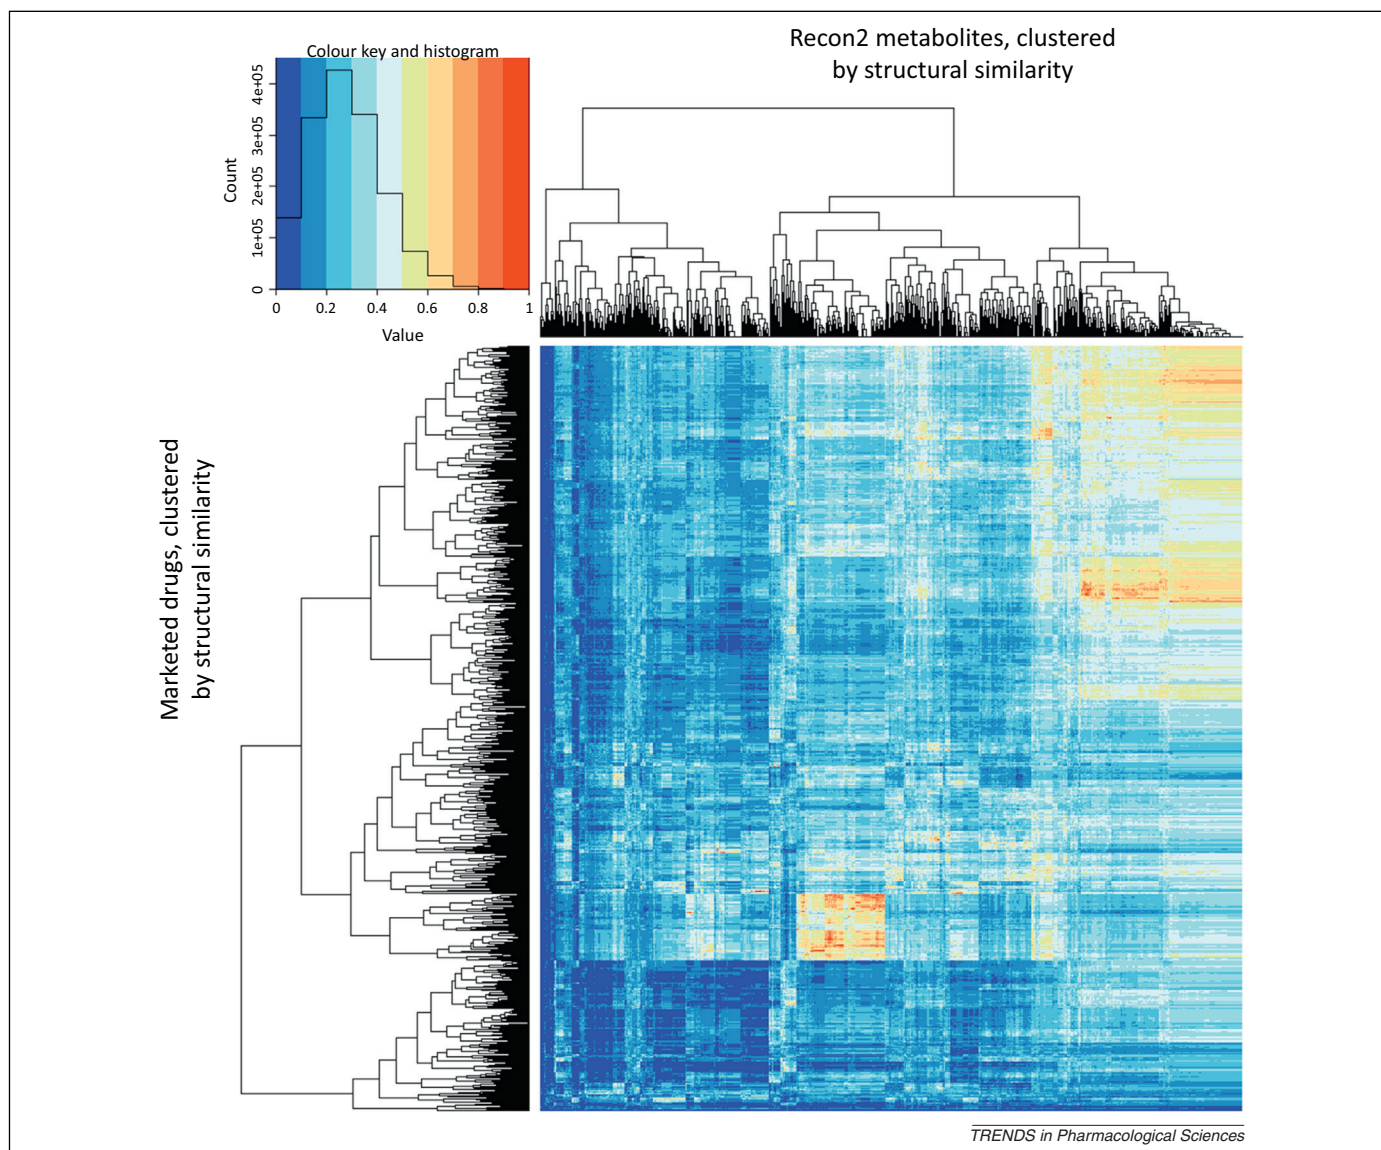 Recon2 metabolites, clustered
by structural similarity
Colour key and histogram
Count
0
1e+05
2e+05
3e+05
4e+05
0 0.2 0.4 0.6 0.8 1
Value
Marketed drugs, clustered
by structural similarity
TRENDS in Pharmacological Sciences